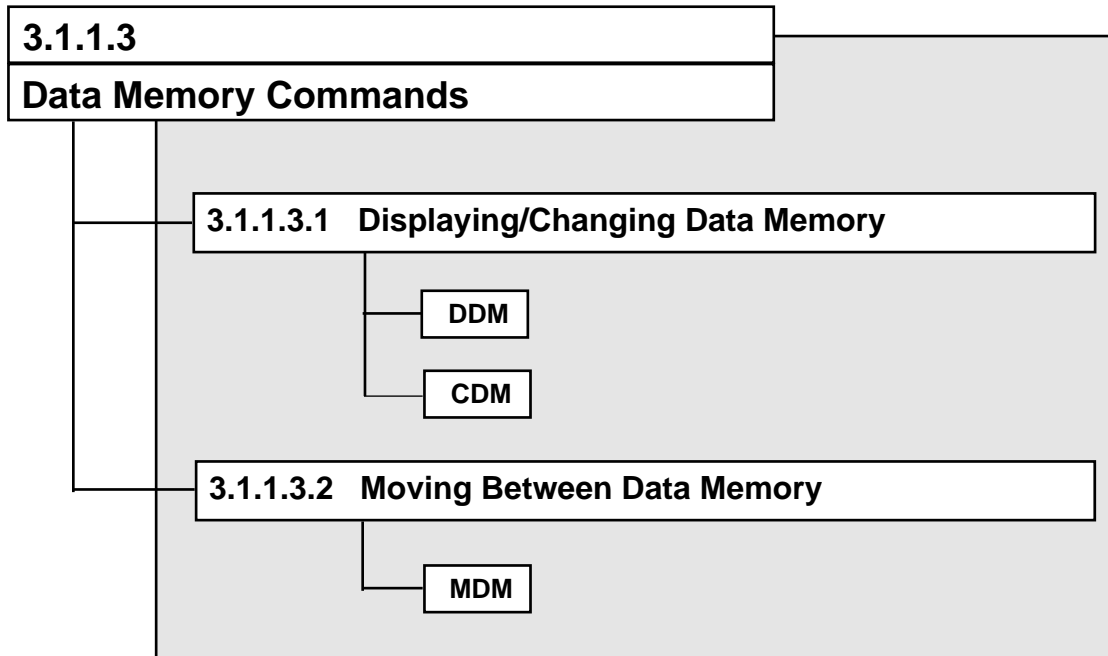 3.1.1.3
Data Memory Commands
3.1.1.3.1 Displaying/Changing Data Memory
DDM
CDM
3.1.1.3.2 Moving Between Data Memory
MDM